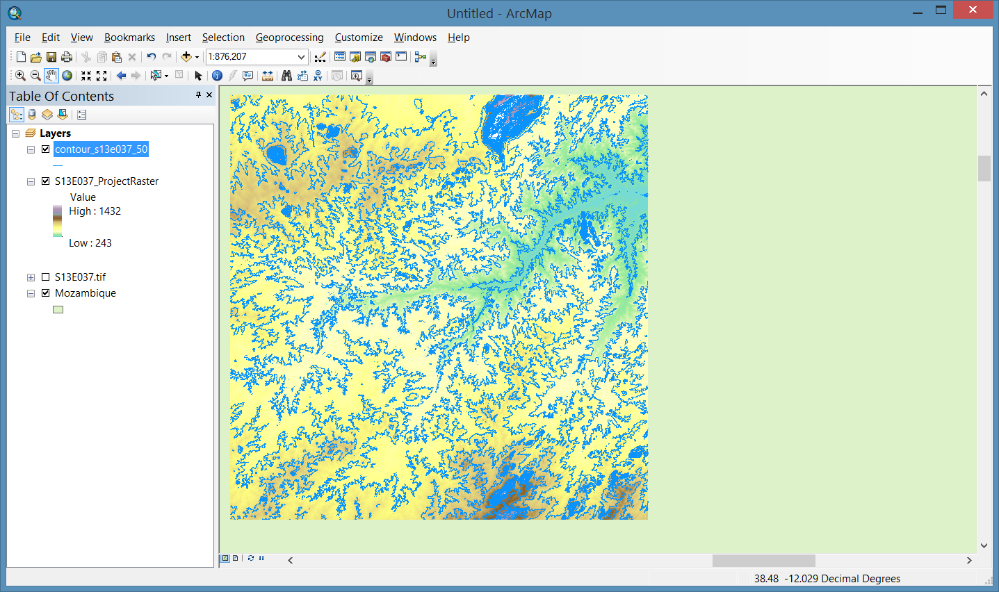 Untitled - ArcMap
File Edit View Bookmarks Insert Selection Geoprocessing Customize Windows Help
1:876,207
XY
Table Of Contents
Layers
contour_s13e037_50
S13E037_ProjectRaster
Value
High : 1432
Low : 243
S13E037.tif
Mozambique
38.48 -12.029 Decimal Degrees